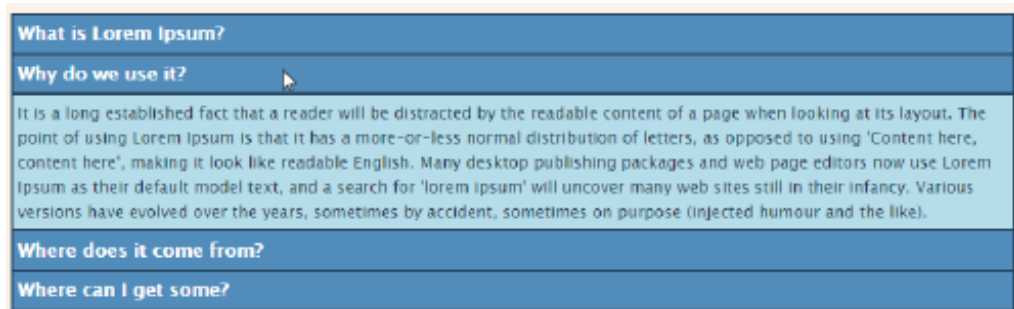 What is Lorem Ipsum?
Why do we use it?
It is a long established fact that a reader will be distracted by the readable content of a page when looking at its layout. The
point of using Lorem Ipsum is that it has a more-or-less normal distribution of letters, as opposed to using 'Content here,
content here', making it look like readable English. Many desktop publishing packages and web page editors now use Lorem
Ipsum as their default model text, and a search for 'lorem ipsum' will uncover many web sites still in their infancy. Various
versions have evolved over the years, sometimes by accident, sometimes on purpose (injected humour and the like).
Where does it come from?
Where can I get some?